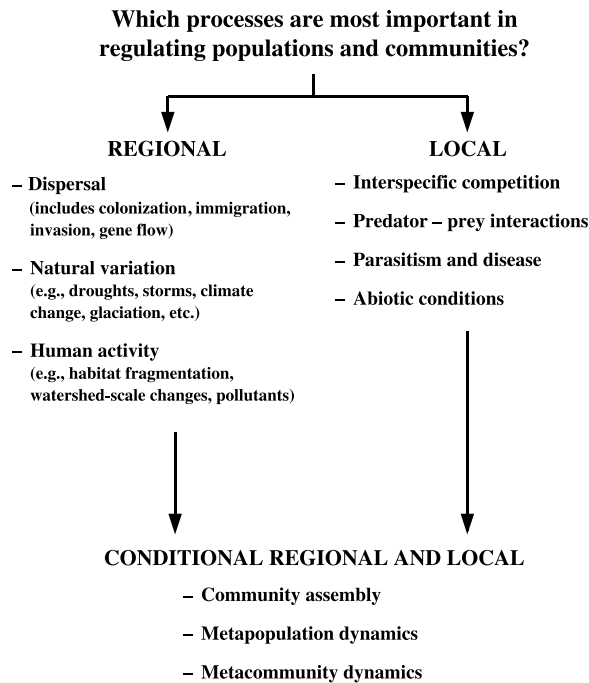 Which processes are most important in
regulating populations and communities?
REGIONAL
– Dispersal
(includes colonization, immigration,
invasion, gene flow)
– Natural variation
(e.g., droughts, storms, climate
change, glaciation, etc.)
– Human activity
(e.g., habitat fragmentation,
watershed-scale changes, pollutants)
LOCAL
– Interspecific competition
– Predator – prey interactions
– Parasitism and disease
– Abiotic conditions
CONDITIONAL REGIONAL AND LOCAL
– Community assembly
– Metapopulation dynamics
– Metacommunity dynamics